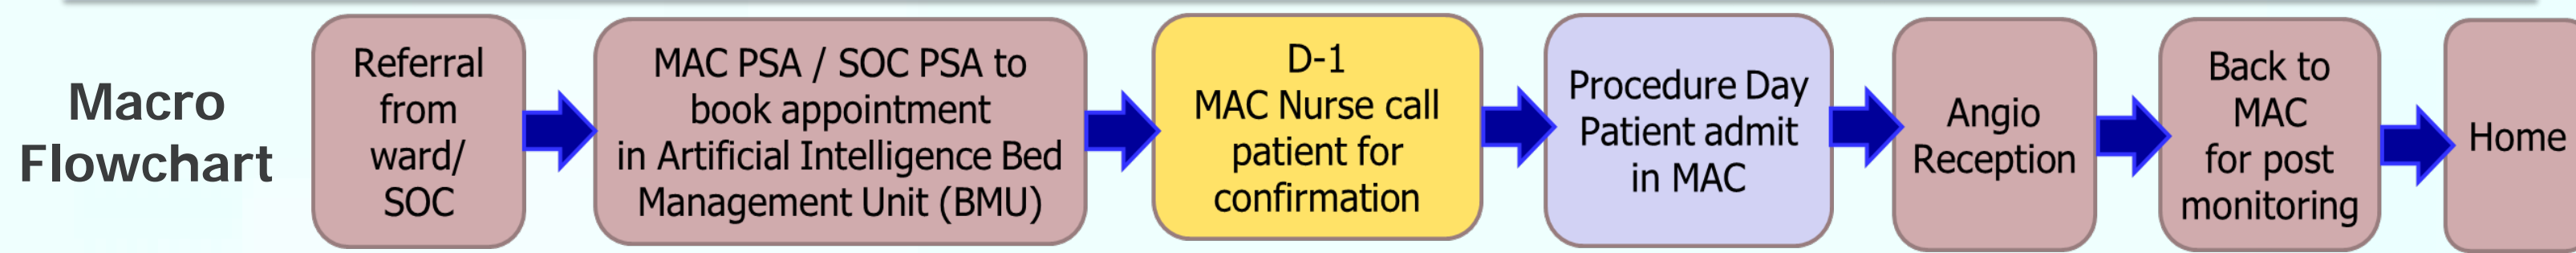 Macro
Flowchart
Referral
from
ward/
SOC
MAC PSA / SOC PSA to
book appointment
in Artificial Intelligence Bed
Management Unit (BMU)
D-1
MAC Nurse call
patient for
confirmation
Procedure Day
Patient admit
in MAC
Angio
Reception
Back to
MAC
for post
monitoring
Home